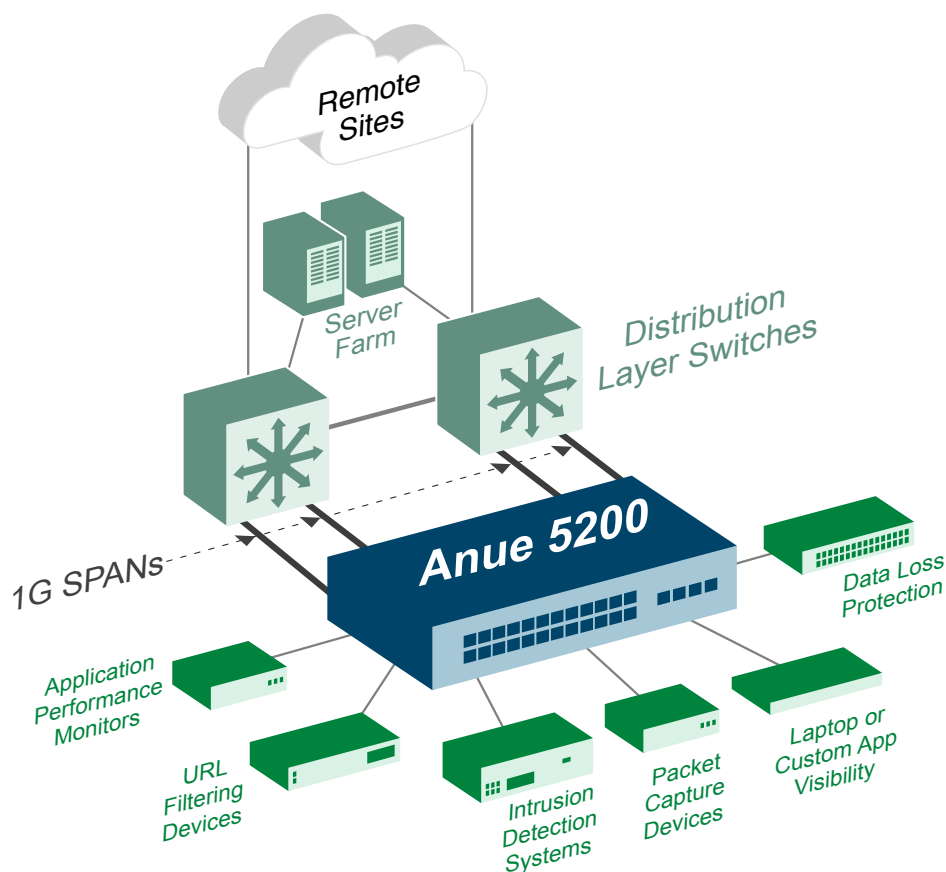 Remote
Sites
Server
Farm
Distribution
Layer Switches
Anue 5200
1G SPANs
Data Loss
Protection
Application
Performance
Monitors
URL
Filtering
Devices
Intrusion
Detection
Systems
Packet
Capture
Devices
Laptop or
Custom App
Visibility